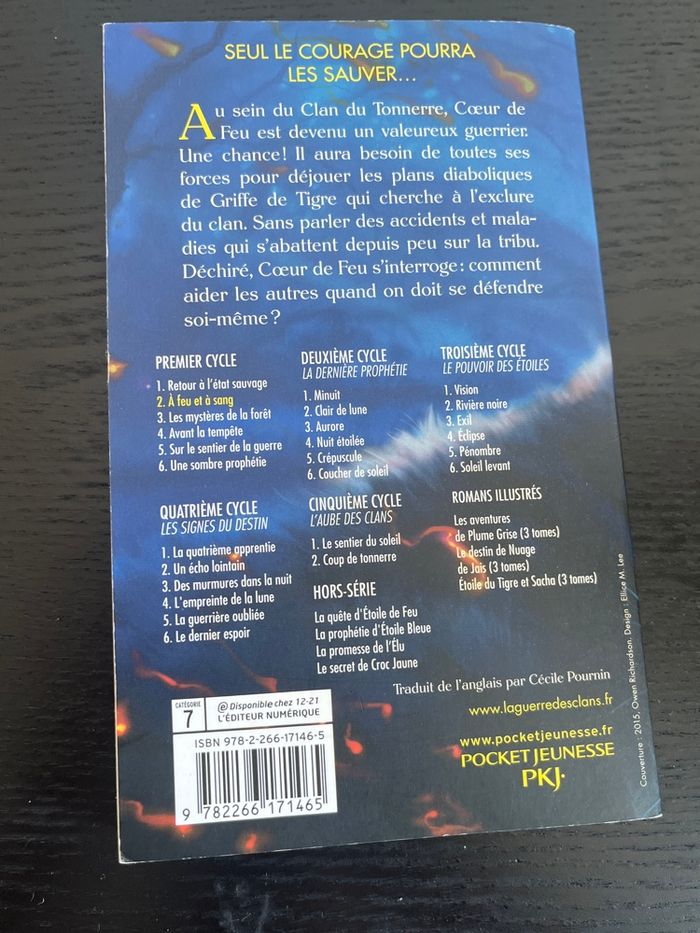 SEUL LE COURAGE POURRA
LES SAUVER…
Au sein du Clan du Tonnerre, Cœur de
Feu est devenu un valeureux guerrier.
Une chance! Il aura besoin de toutes ses
forces pour déjouer les plans diaboliques
de Griffe de Tigre qui cherche à l'exclure
du clan. Sans parler des accidents et mala-
dies qui s'abattent depuis peu sur la tribu.
Déchiré, Cœur de Feu s'interroge : comment
aider les autres quand on doit se défendre
soi-même ?
PREMIER CYCLE
1. Retour à l'état sauvage
2. À feu et à sang
3. Les mystères de la forêt
4. Avant la tempête
5. Sur le sentier de la guerre
6. Une sombre prophétie
DEUXIÈME CYCLE
LA DERNIÈRE PROPHÉTIE
1. Minuit
2. Clair de lune
3. Aurore
4. Nuit étoilée
5. Crépuscule
6. Coucher de soleil
TROISIÈME CYCLE
LE POUVOIR DES ÉTOILES
1. Vision
2. Rivière noire
3. Exil
4. Éclipse
5. Pénombre
6. Soleil levant
QUATRIÈME CYCLE
LES SIGNES DU DESTIN
1. La quatrième apprentie
2. Un écho lointain
3. Des murmures dans la nuit
4. L'empreinte de la lune
5. La guerrière oubliée
6. Le dernier espoir
CINQUIÈME CYCLE
L'AUBE DES CLANS
1. Le sentier du soleil
2. Coup de tonnerre
HORS-SÉRIE
La quête d'Étoile de Feu
La prophétie d'Étoile Bleue
La promesse de l'Élu
Le secret de Croc Jaune
ROMANS ILLUSTRÉS
Les aventures
de Plume Grise (3 tomes)
Le destin de Nuage
de Jais (3 tomes)
Étoile du Tigre et Sacha (3 tomes)
Traduit de l'anglais par Cécile Pournin
www.laguerredesclans.fr
www.pocketjeunesse.fr
POCKET JEUNESSE
PKJ·
CATÉGORIE
7
@ Disponible chez 12-21
L'ÉDITEUR NUMÉRIQUE
ISBN 978-2-266-17146-5
9 782266 171465
Couverture : 2015, Owen Richardson. Design : Ellice M. Lee